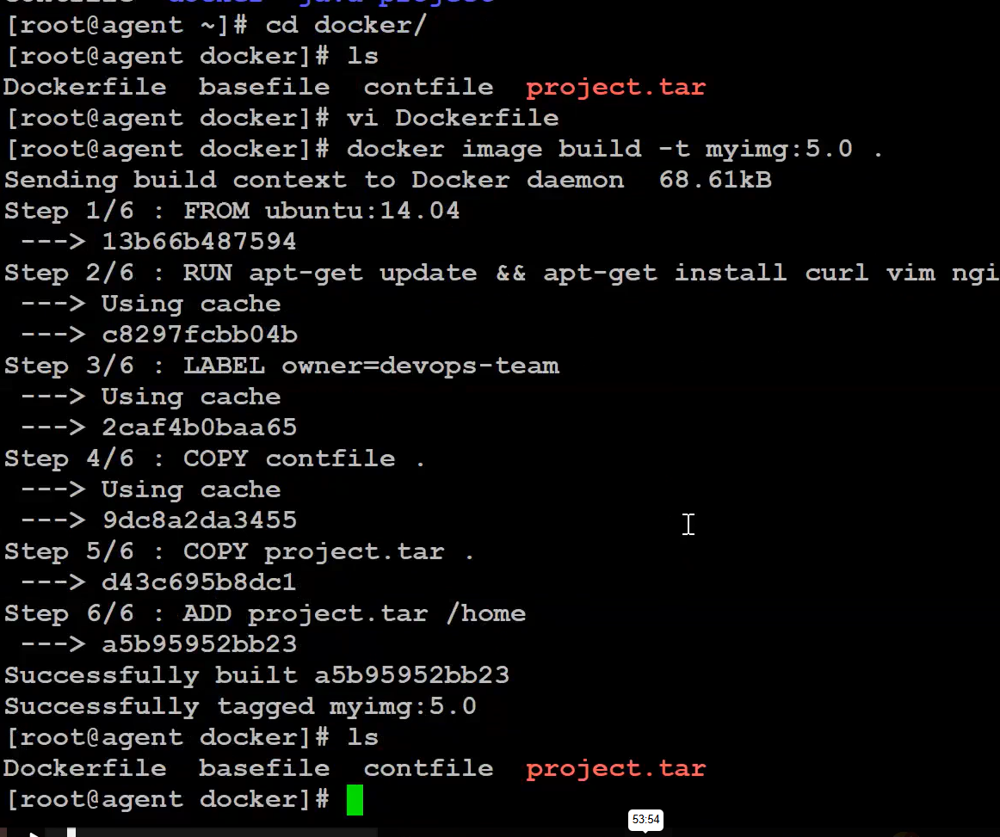 docker java-project
[root@agent ~]# cd docker/
[root@agent docker]# ls
Dockerfile  basefile  contfile  project.tar
[root@agent docker]# vi Dockerfile
[root@agent docker]# docker image build -t myimg:5.0 .
Sending build context to Docker daemon  68.61kB
Step 1/6 : FROM ubuntu:14.04
 ---> 13b66b487594
Step 2/6 : RUN apt-get update && apt-get install curl vim ngi
 ---> Using cache
 ---> c8297fcbb04b
Step 3/6 : LABEL owner=devops-team
 ---> Using cache
 ---> 2caf4b0baa65
Step 4/6 : COPY contfile .
 ---> Using cache
 ---> 9dc8a2da3455
Step 5/6 : COPY project.tar .
 ---> d43c695b8dc1
Step 6/6 : ADD project.tar /home
 ---> a5b95952bb23
Successfully built a5b95952bb23
Successfully tagged myimg:5.0
[root@agent docker]# ls
Dockerfile  basefile  contfile  project.tar
[root@agent docker]#
53:54